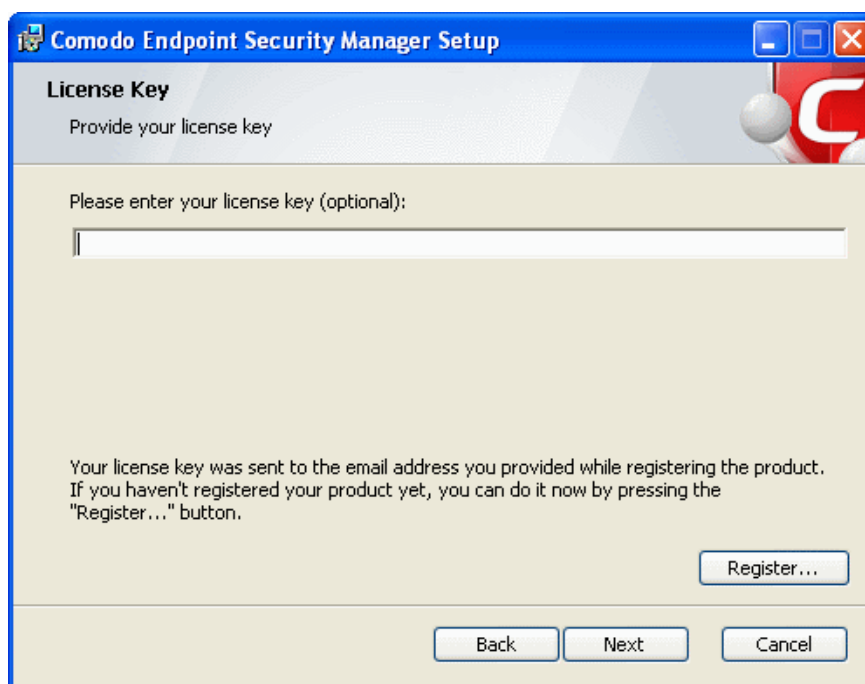 Comodo Endpoint Security Manager Setup
License Key
Provide your license key
C
Please enter your license key (optional):
Your license key was sent to the email address you provided while registering the product.
If you haven't registered your product yet, you can do it now by pressing the
"Register..." button.
Register...
Back
Next
Cancel